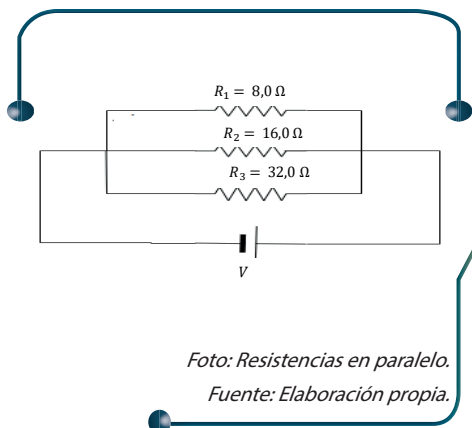 R₁ = 8,0 Ω
R₂ = 16,0 Ω
R₃ = 32,0 Ω
V
Foto: Resistencias en paralelo.
Fuente: Elaboración propia.